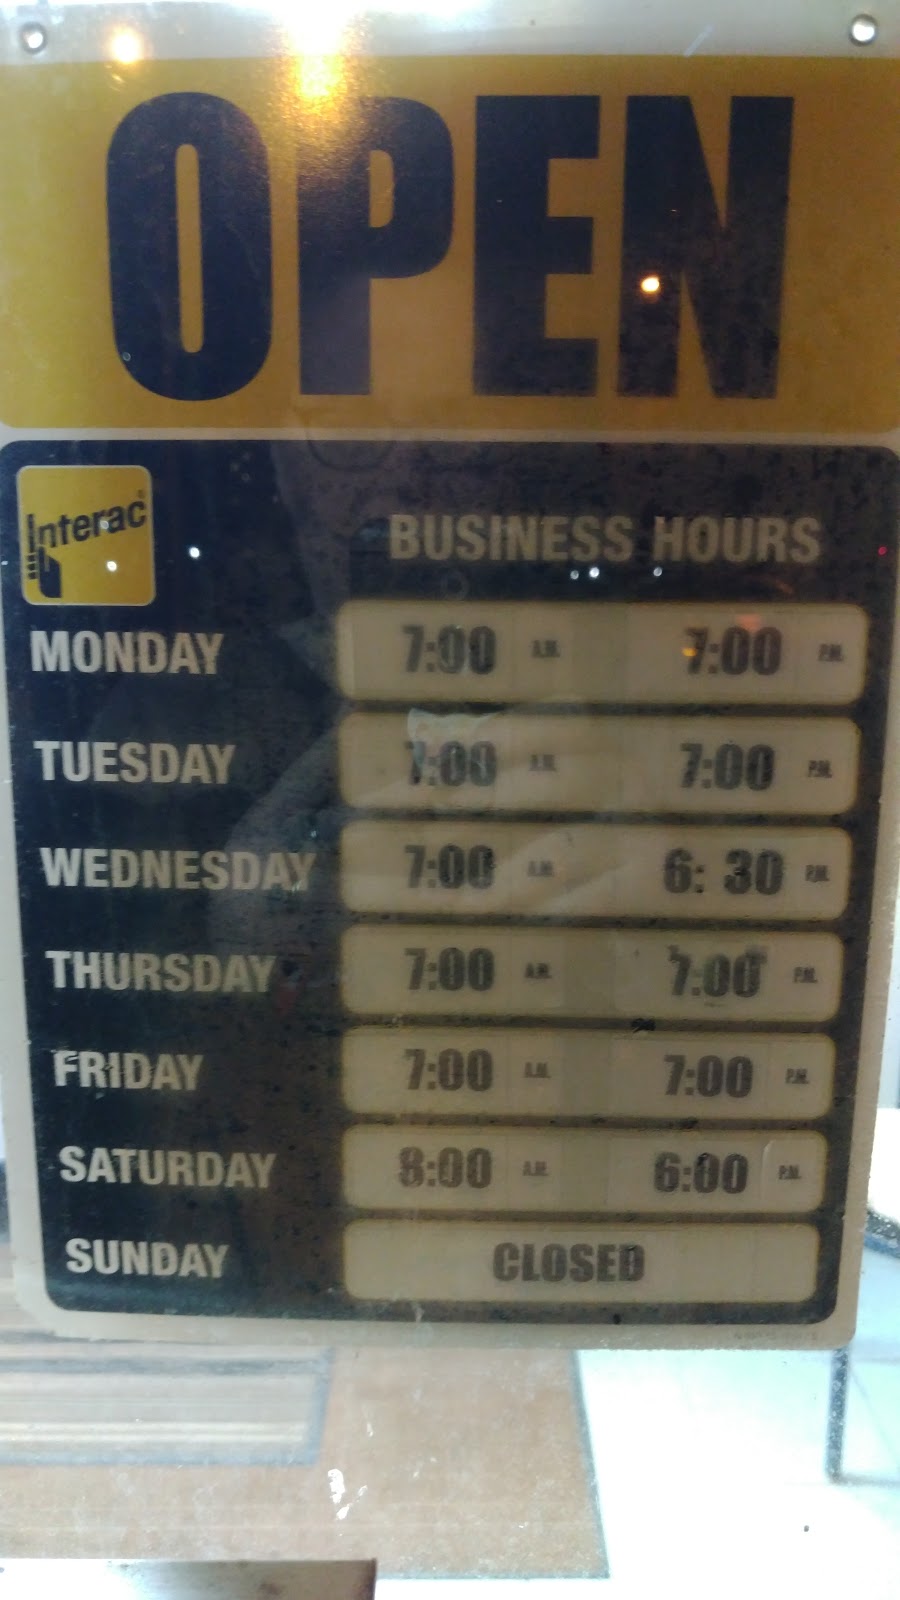 OPEN
Interac
BUSINESS HOURS
MONDAY 7:00 A.M. 7:00 P.M.
TUESDAY 7:00 A.M. 7:00 P.M.
WEDNESDAY 7:00 A.M. 6:30 P.M.
THURSDAY 7:00 A.M. 7:00 P.M.
FRIDAY 7:00 A.M. 7:00 P.M.
SATURDAY 8:00 A.M. 6:00 P.M.
SUNDAY CLOSED